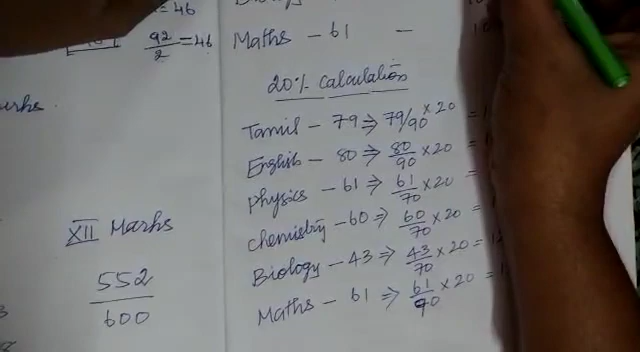 = 46
92/2 = 46
Maths - 61 -
20% Calculation
Tamil - 79 ⇒ 79/90 × 20 =
English - 80 ⇒ 80/90 × 20 =
Physics - 61 ⇒ 61/70 × 20 =
Chemistry - 60 ⇒ 60/70 × 20 =
Biology - 43 ⇒ 43/70 × 20 =
Maths - 61 ⇒ 61/90 × 20 =
XII Marks
552/600